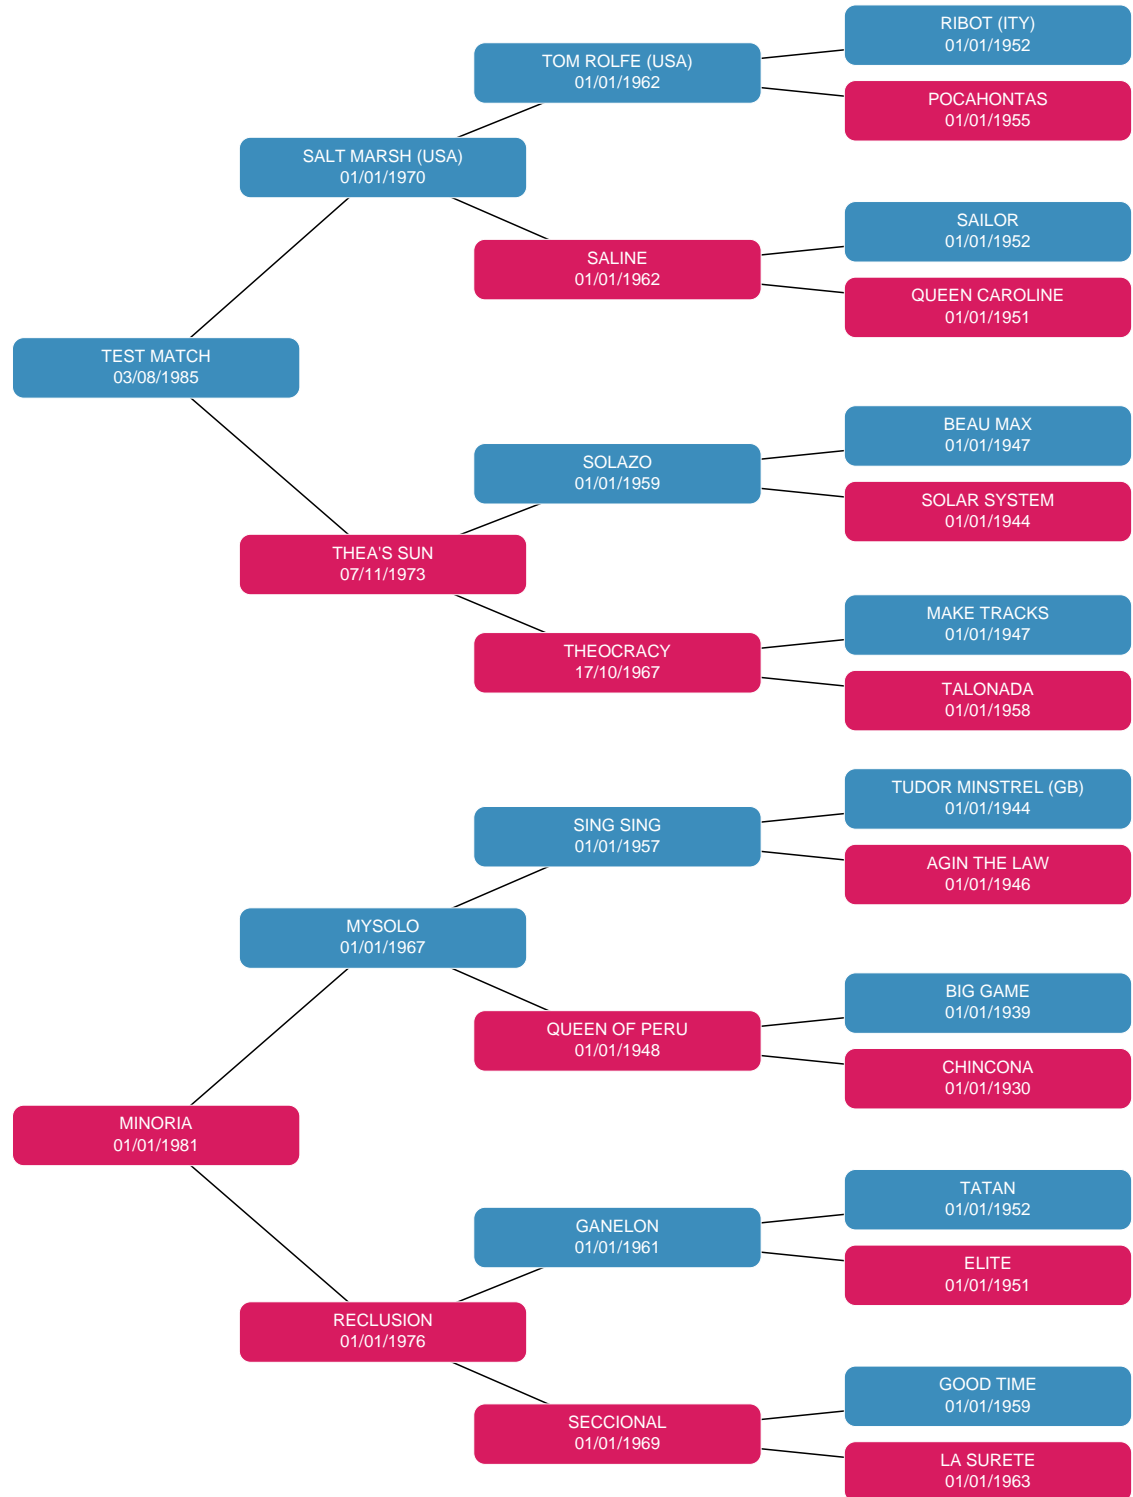 RIBOT (ITY)
01/01/1952
TOM ROLFE (USA)
01/01/1962
POCAHONTAS
01/01/1955
SALT MARSH (USA)
01/01/1970
SAILOR
01/01/1952
SALINE
01/01/1962
QUEEN CAROLINE
01/01/1951
TEST MATCH
03/08/1985
BEAU MAX
01/01/1947
SOLAZO
01/01/1959
SOLAR SYSTEM
01/01/1944
THEA'S SUN
07/11/1973
MAKE TRACKS
01/01/1947
THEOCRACY
17/10/1967
TALONADA
01/01/1958
TUDOR MINSTREL (GB)
01/01/1944
SING SING
01/01/1957
AGIN THE LAW
01/01/1946
MYSOLO
01/01/1967
BIG GAME
01/01/1939
QUEEN OF PERU
01/01/1948
CHINCONA
01/01/1930
MINORIA
01/01/1981
TATAN
01/01/1952
GANELON
01/01/1961
ELITE
01/01/1951
RECLUSION
01/01/1976
GOOD TIME
01/01/1959
SECCIONAL
01/01/1969
LA SURETE
01/01/1963